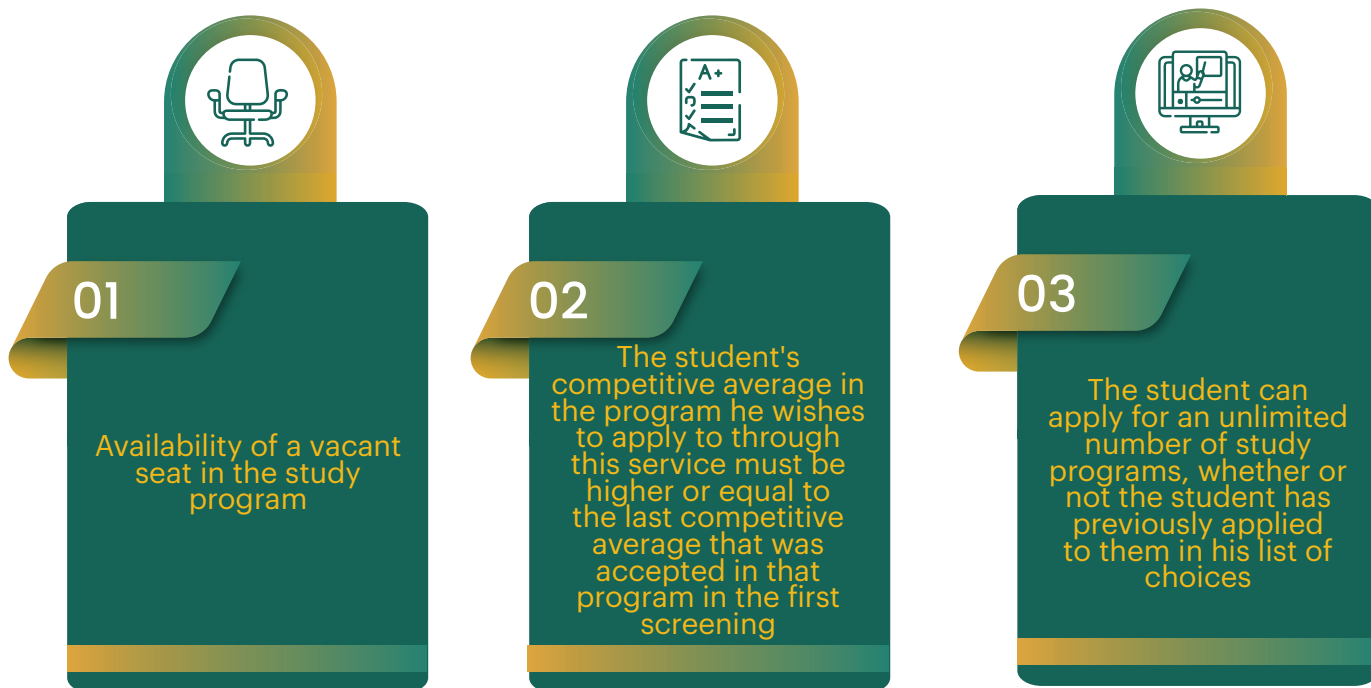 A+
01
Availability of a vacant
seat in the study
program
02
The student's
competitive average in
the program he wishes
to apply to through
this service must be
higher or equal to
the last competitive
average that was
accepted in that
program in the first
screening
03
The student can
apply for an unlimited
number of study
programs, whether or
not the student has
previously applied
to them in his list of
choices